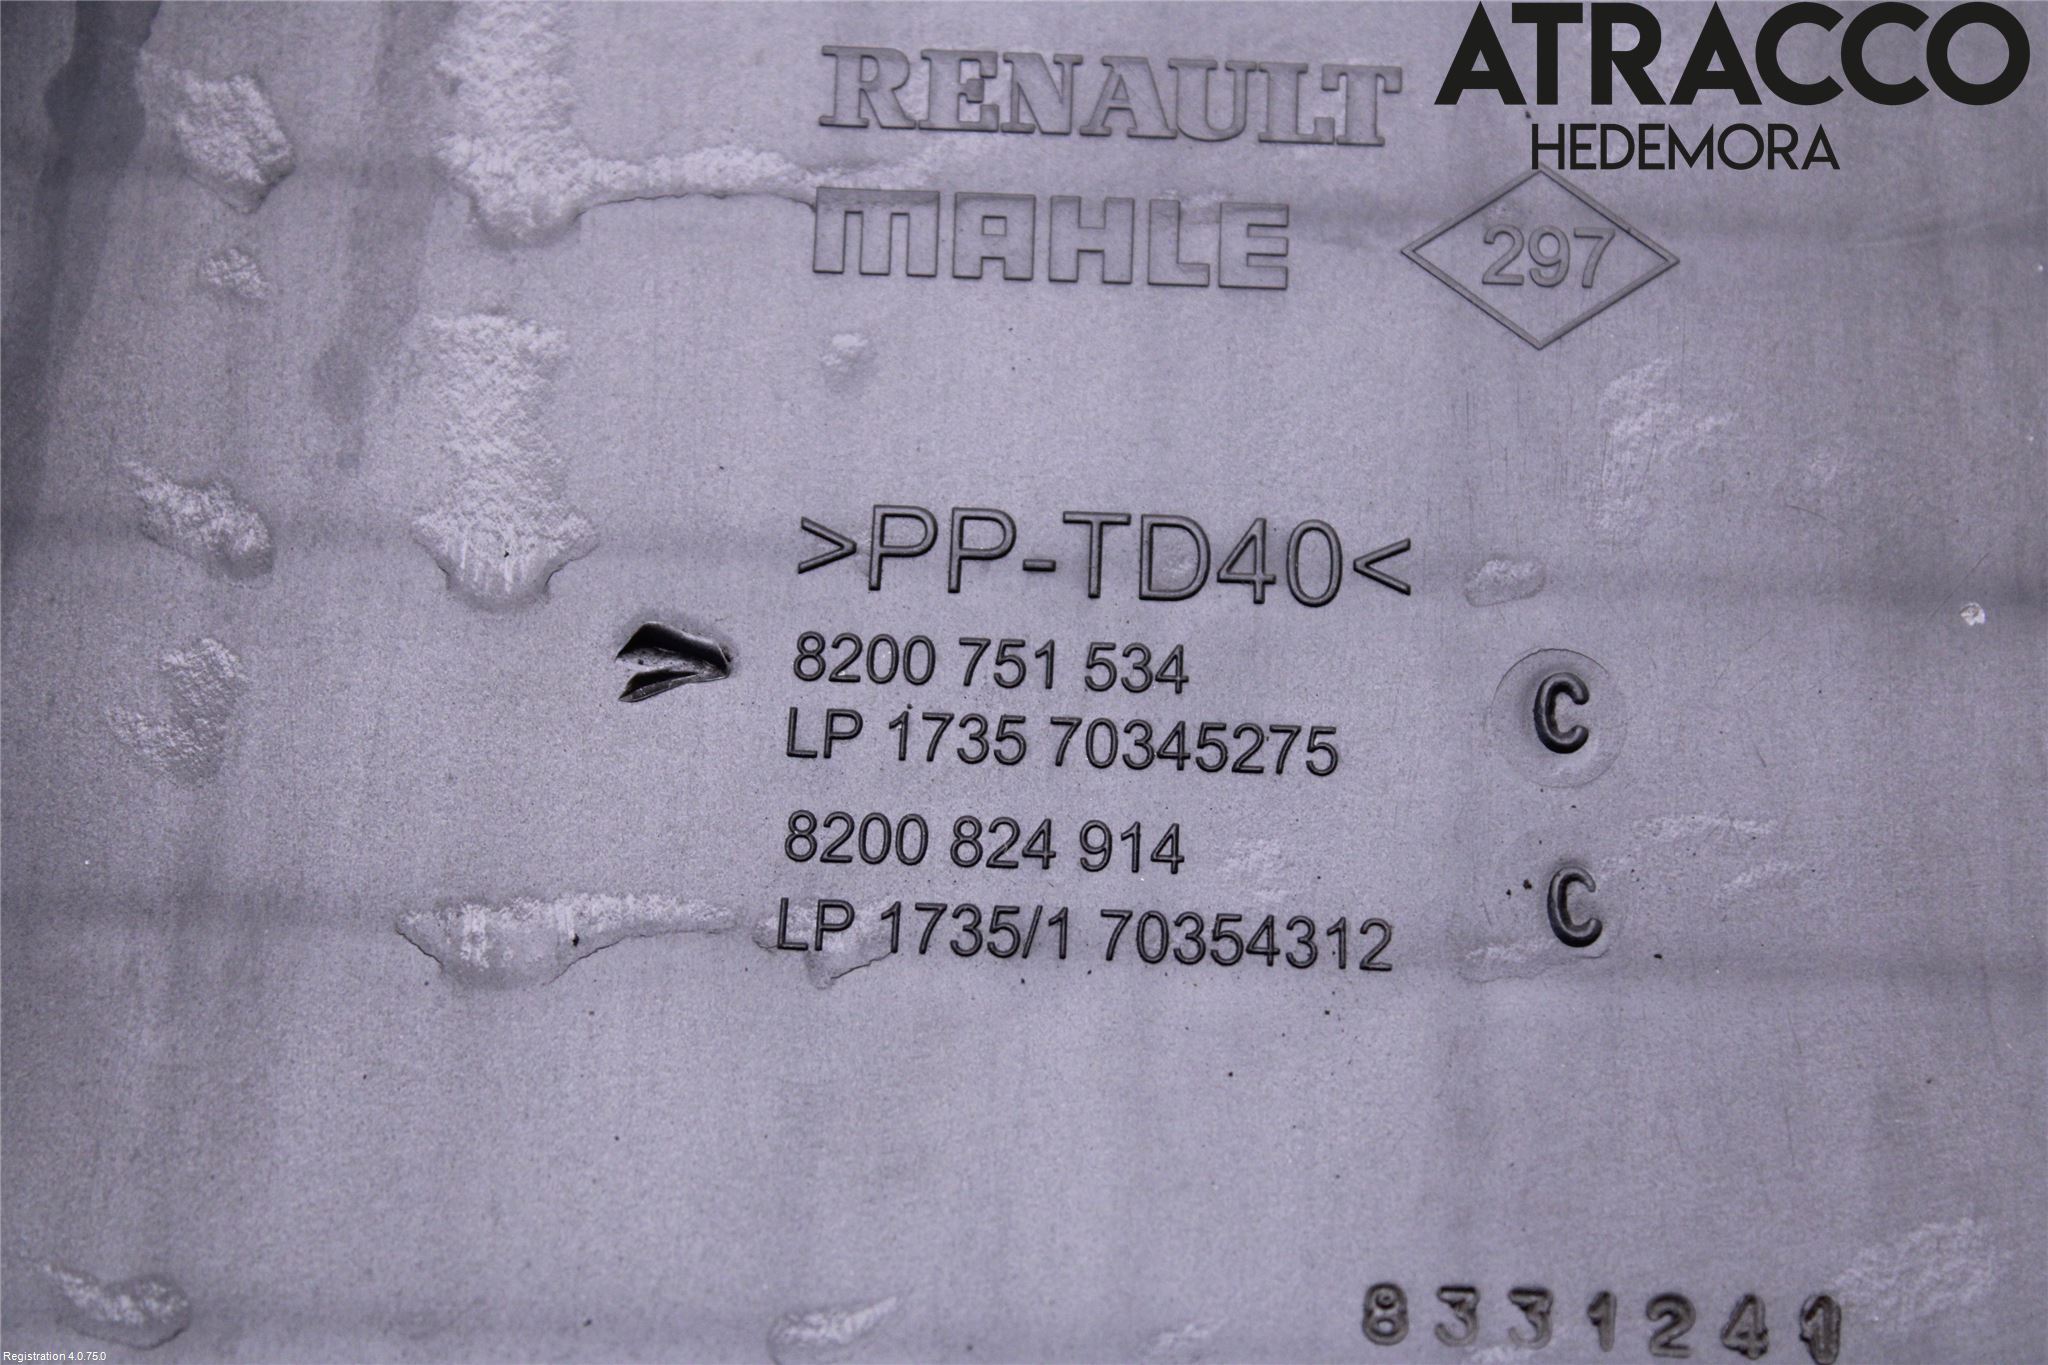 ATRACCO
HEDEMORA
RENAULT
MAHLE
297
>PP-TD40<
8200 751 534
LP 1735 70345275
C
8200 824 914
LP 1735/1 70354312
C
8331241
Registration 4.0.75.0